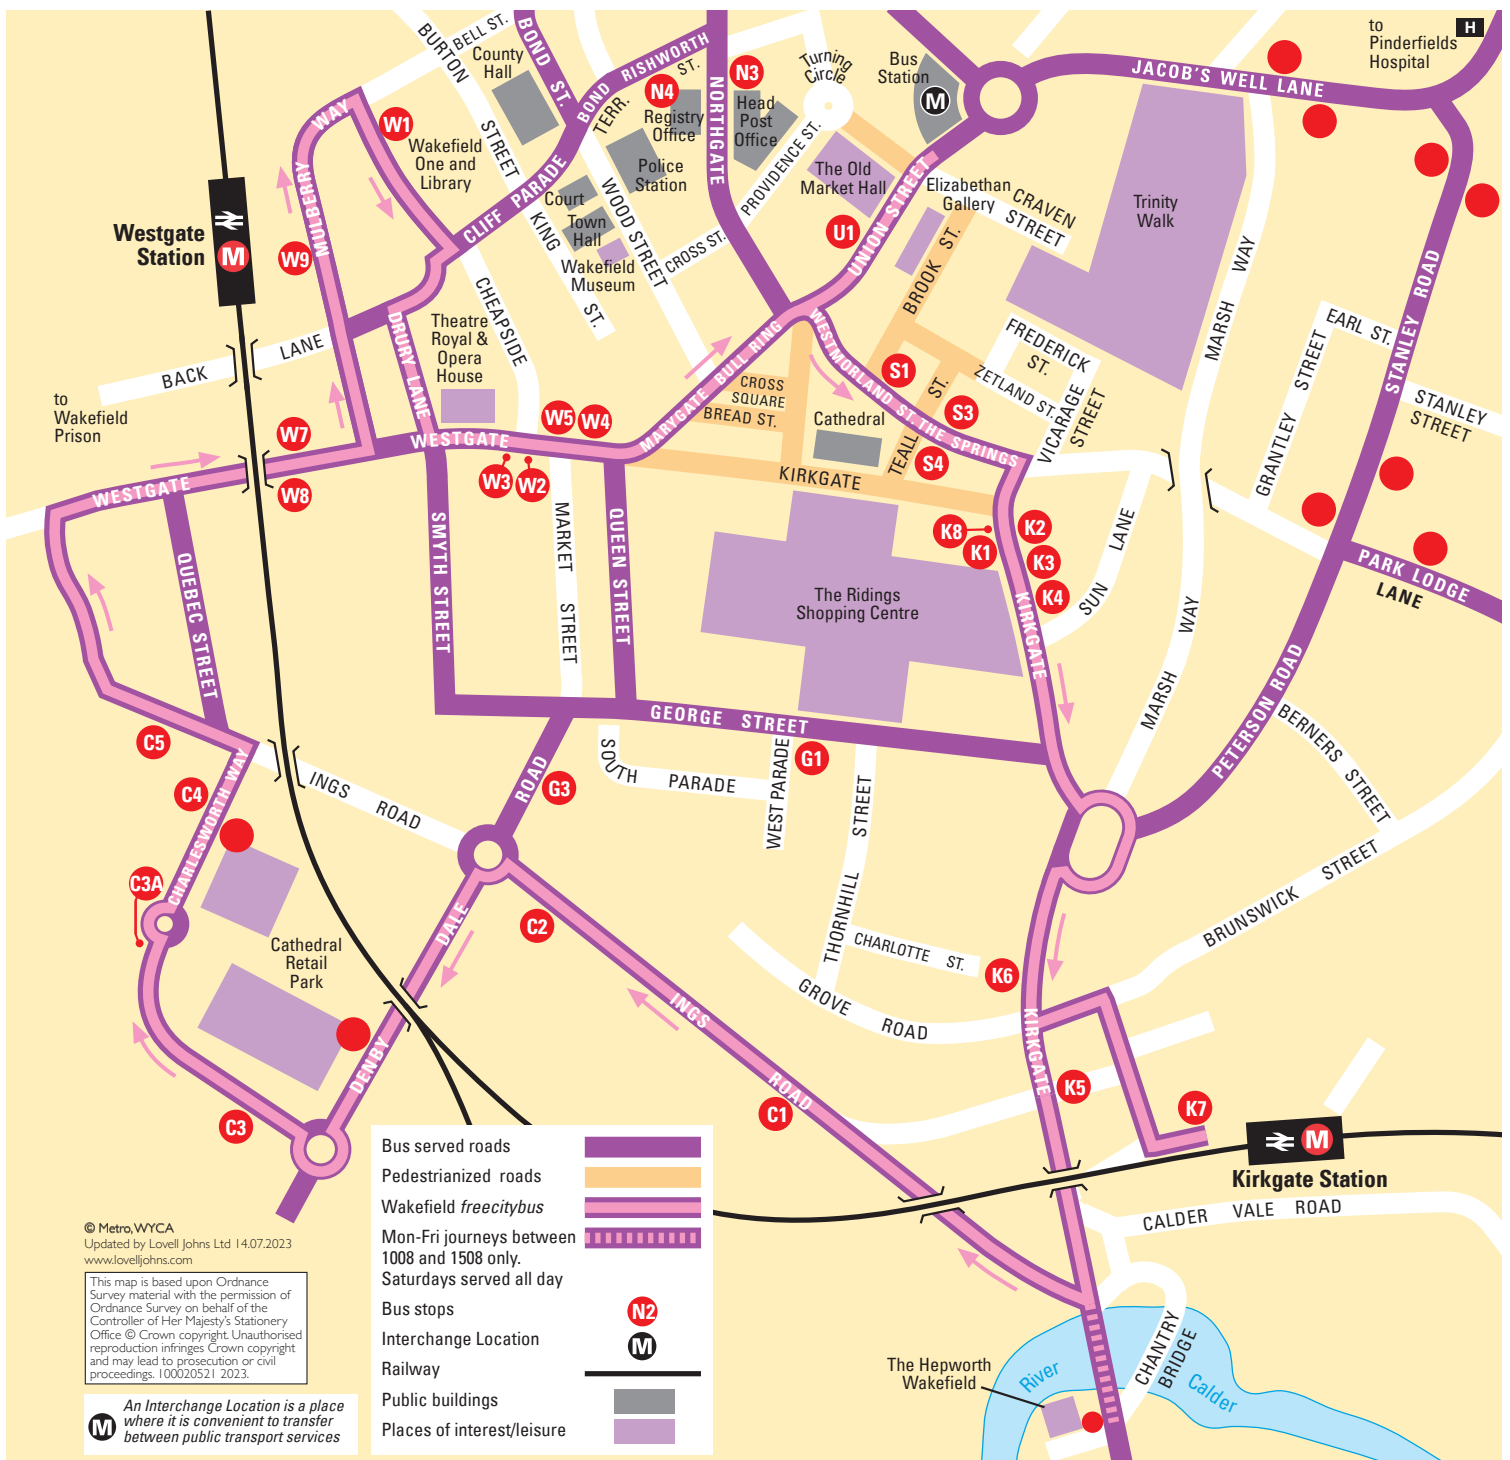 BELL ST.
BURTON
STREET
BOND ST.
County
Hall
BOND
TERR.
RISHWORTH
ST.
N4
Registry
Office
Police
Station
NORTHGATE
N3
Head
Post
Office
Turning
Circle
PROVIDENCE ST.
Bus
Station
M
JACOB'S WELL LANE
to
Pinderfields
Hospital
H
WAY
MULBERRY
W1
Wakefield
One and
Library
CLIFF PARADE
Court
Town
Hall
Wakefield
Museum
KING
ST.
WOOD STREET
CROSS ST.
The Old
Market Hall
U1
UNION STREET
Elizabethan
Gallery
CRAVEN
STREET
BROOK ST.
Trinity
Walk
MARSH WAY
STANLEY ROAD
EARL ST.
GRANTLEY STREET
STANLEY
STREET
Westgate
Station
M
W9
BACK LANE
to
Wakefield
Prison
DRURY LANE
Theatre
Royal &
Opera
House
CHEAPSIDE
W7
W8
WESTGATE
WESTGATE
W5
W4
W3
W2
MARYGATE
BULL RING
CROSS
SQUARE
BREAD ST.
Cathedral
WESTMORLAND ST.
THE SPRINGS
S1
S3
S4
TEALL
ST.
FREDERICK
ST.
ZETLAND ST.
VICARAGE
STREET
KIRKGATE
K8
K1
K2
K3
K4
SUN LANE
KIRKGATE
The Ridings
Shopping Centre
MARSH WAY
PARK LODGE
LANE
PETERSON ROAD
BERNERS STREET
BRUNSWICK STREET
QUEBEC STREET
SMYTH STREET
MARKET STREET
QUEEN STREET
GEORGE STREET
G1
SOUTH PARADE
WEST PARADE
THORNHILL STREET
CHARLOTTE ST.
GROVE ROAD
C5
C4
CHARLESWORTH WAY
C3A
INGS ROAD
ROAD
G3
DALE
DENBY
Cathedral
Retail
Park
C3
C2
INGS
ROAD
C1
K6
KIRKGATE
K5
K7
M
Kirkgate Station
CALDER VALE ROAD
CHANTRY
BRIDGE
River
Calder
The Hepworth
Wakefield
Bus served roads
Pedestrianized roads
Wakefield freecitybus
Mon-Fri journeys between
1008 and 1508 only.
Saturdays served all day
Bus stops
N2
Interchange Location
M
Railway
Public buildings
Places of interest/leisure
© Metro, WYCA
Updated by Lovell Johns Ltd 14.07.2023
www.lovelljohns.com
This map is based upon Ordnance
Survey material with the permission of
Ordnance Survey on behalf of the
Controller of Her Majesty's Stationery
Office © Crown copyright. Unauthorised
reproduction infringes Crown copyright
and may lead to prosecution or civil
proceedings. 100020521 2023.
M
An Interchange Location is a place
where it is convenient to transfer
between public transport services